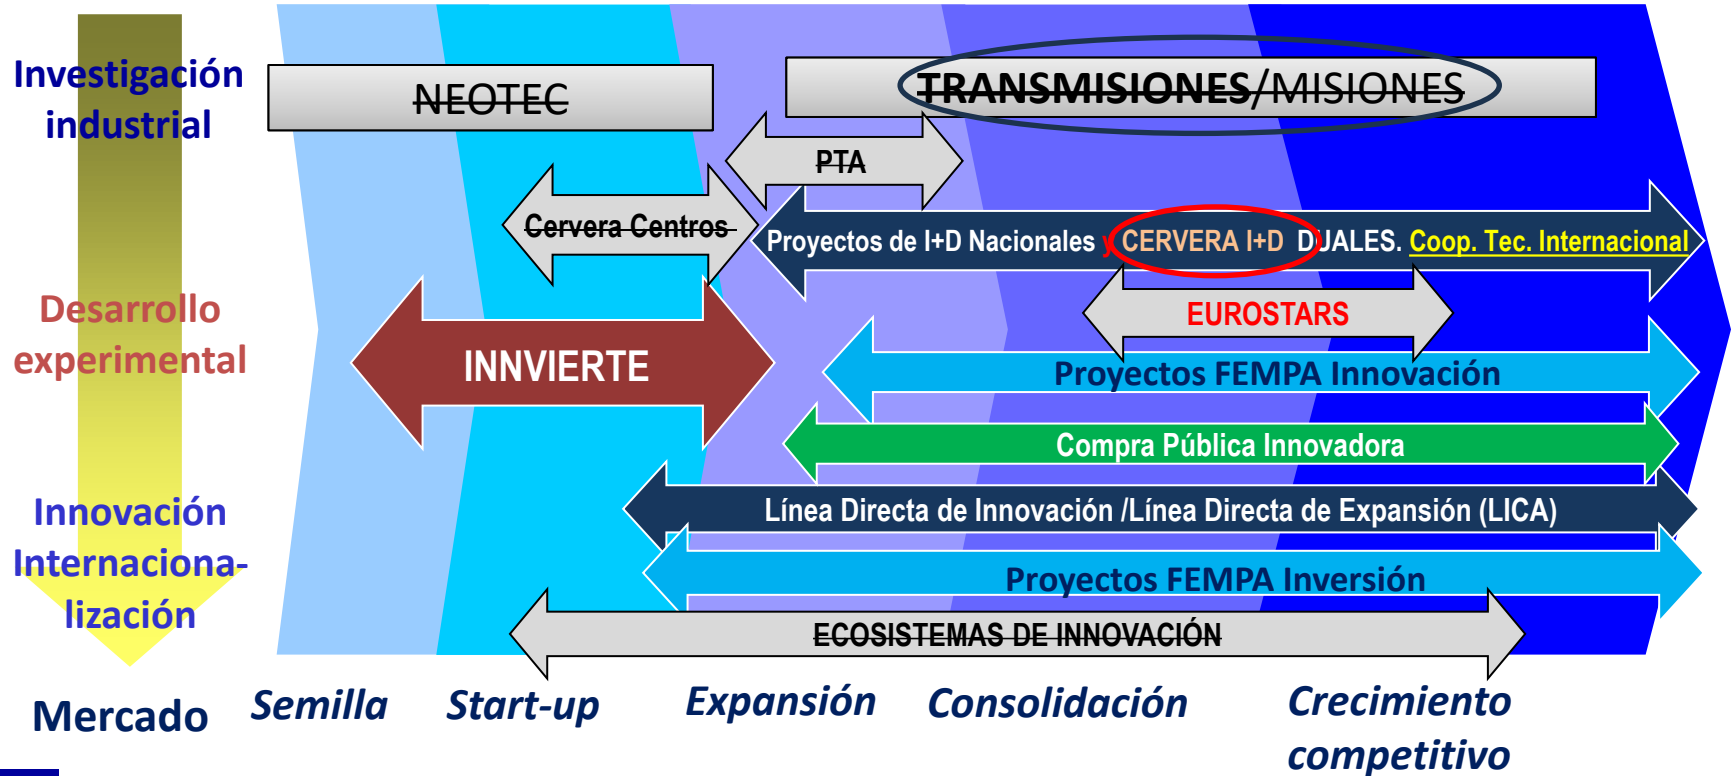 Investigación
industrial
NEOTEC
TRANSMISIONES/MISIONES
PTA
Cervera Centros
Proyectos de I+D Nacionales y CERVERA I+D DUALES. Coop. Tec. Internacional
Desarrollo
experimental
EUROSTARS
INNVIERTE
Proyectos FEMPA Innovación
Compra Pública Innovadora
Innovación
Internaciona-
lización
Línea Directa de Innovación /Línea Directa de Expansión (LICA)
Proyectos FEMPA Inversión
ECOSISTEMAS DE INNOVACIÓN
Mercado
Semilla
Start-up
Expansión
Consolidación
Crecimiento
competitivo